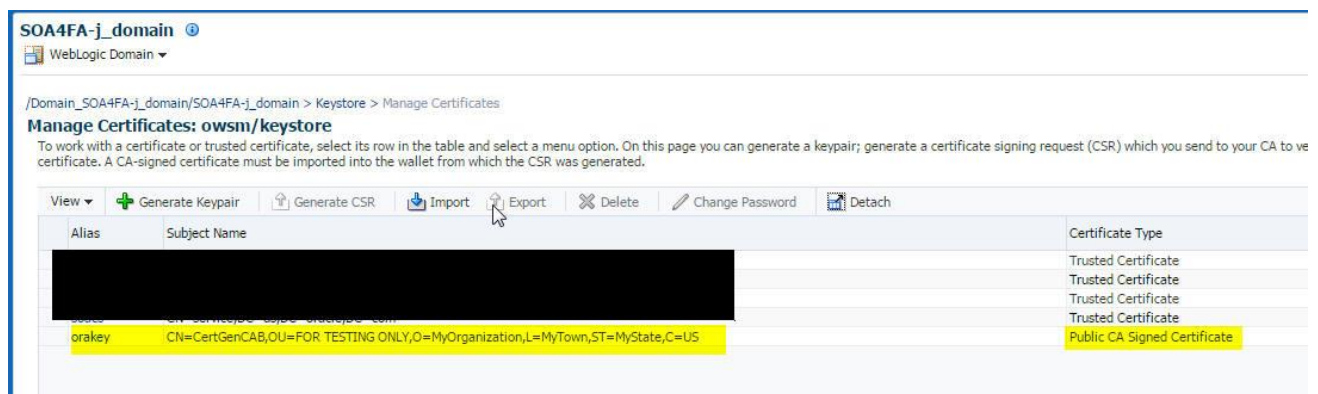 SOA4FA-j_domain
WebLogic Domain
/Domain_SOA4FA-j_domain/SOA4FA-j_domain > Keystore > Manage Certificates
Manage Certificates: owsm/keystore
To work with a certificate or trusted certificate, select its row in the table and select a menu option. On this page you can generate a keypair; generate a certificate signing request (CSR) which you send to your CA to ve
certificate. A CA-signed certificate must be imported into the wallet from which the CSR was generated.
View Generate Keypair Generate CSR Import Export Delete Change Password Detach
Alias Subject Name Certificate Type
Trusted Certificate
Trusted Certificate
Trusted Certificate
Trusted Certificate
orakey CN=CertGenCAB,OU=FOR TESTING ONLY,O=MyOrganization,L=MyTown,ST=MyState,C=US Public CA Signed Certificate